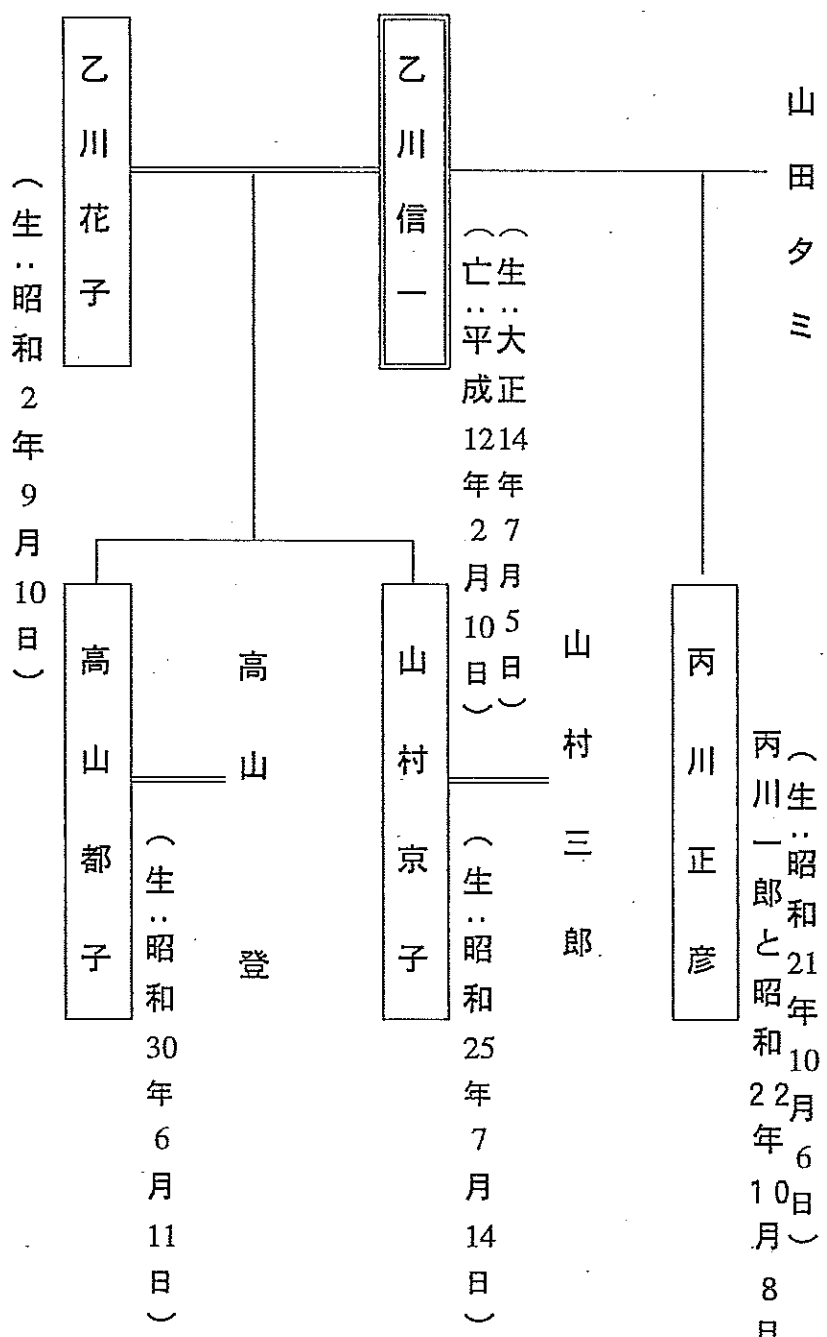 山田タミ
乙川信一
(生:大正14年7月5日)
(亡:平成12年2月10日)
乙川花子
(生:昭和2年9月10日)
(生:昭和21年10月6日)
丙川一郎と昭和22年10月8日
丙川正彦
山村三郎
(生:昭和25年7月14日)
山村京子
高山登
(生:昭和30年6月11日)
高山都子